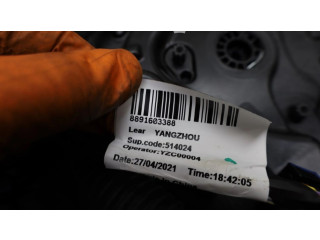 8891603388
Lear YANGZHOU
Sup.code:514024
Operator:YZC00004
Date:27/04/2021 Time:18:42:05